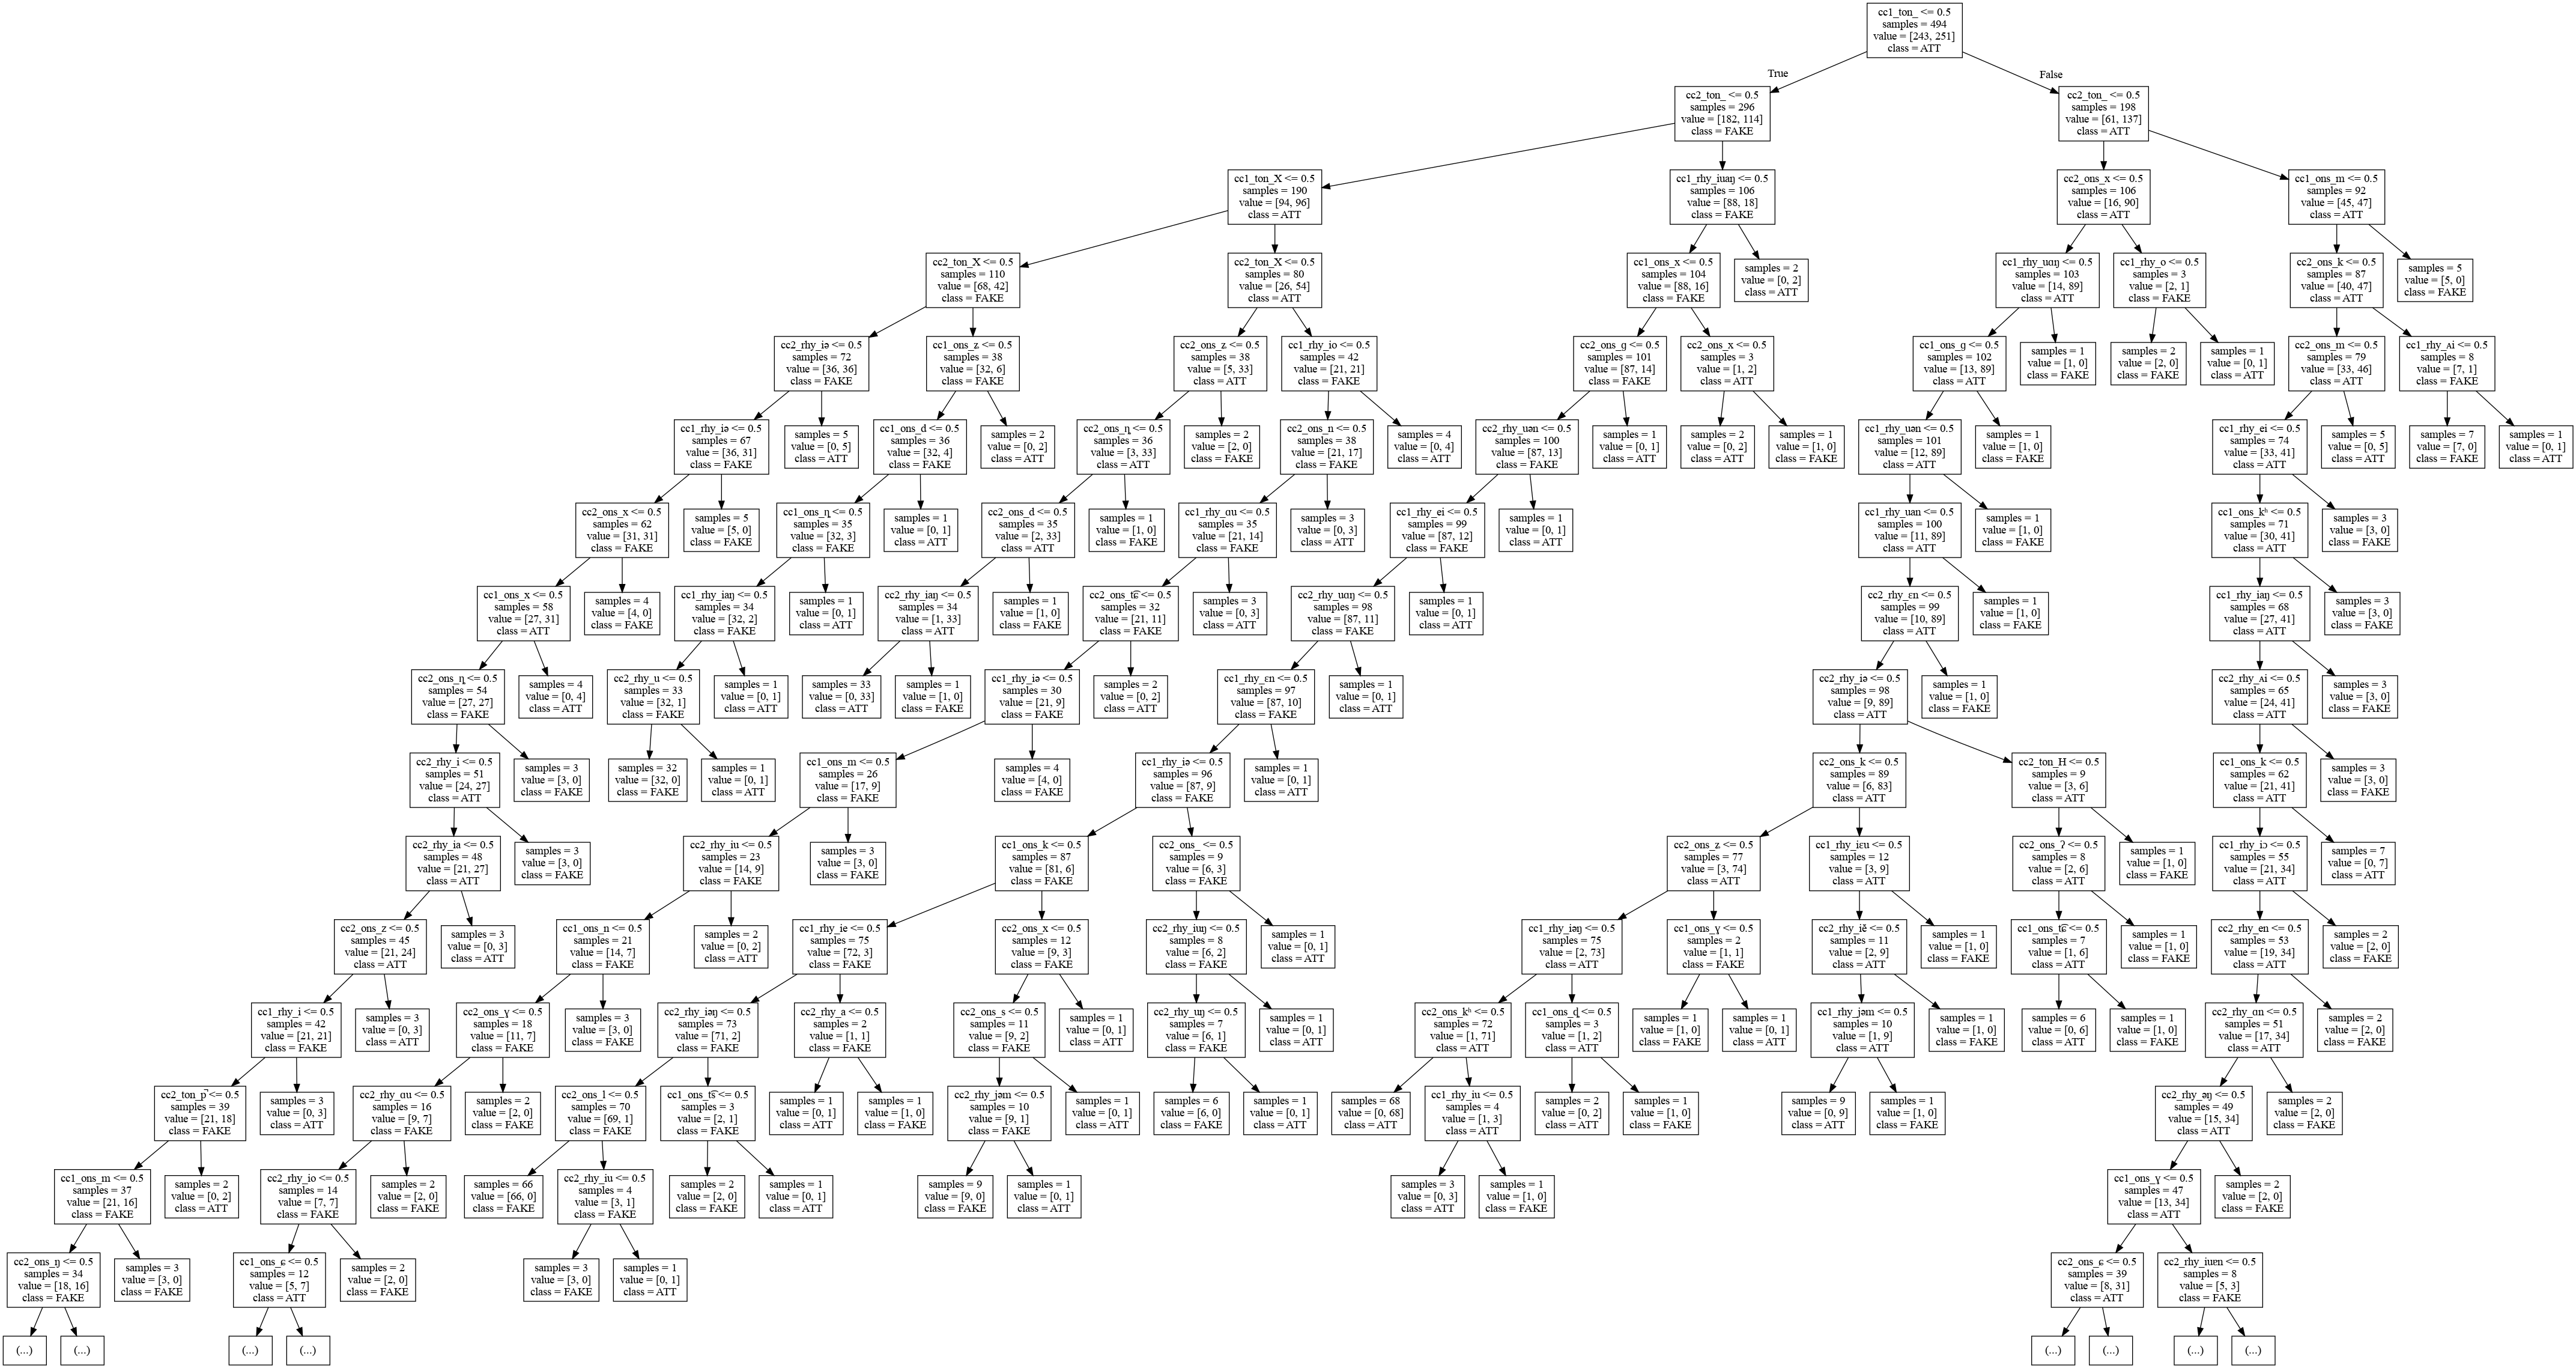 cc1_ton_ <= 0.5
samples = 494
value = [243, 251]
class = ATT
True
False
cc2_ton_ <= 0.5
samples = 296
value = [182, 114]
class = FAKE
cc2_ton_ <= 0.5
samples = 198
value = [61, 137]
class = ATT
cc1_ton_X <= 0.5
samples = 190
value = [94, 96]
class = ATT
cc1_rhy_iuaŋ <= 0.5
samples = 106
value = [88, 18]
class = FAKE
cc2_ons_x <= 0.5
samples = 106
value = [16, 90]
class = ATT
cc1_ons_m <= 0.5
samples = 92
value = [45, 47]
class = ATT
cc2_ton_X <= 0.5
samples = 110
value = [68, 42]
class = FAKE
cc2_ton_X <= 0.5
samples = 80
value = [26, 54]
class = ATT
cc1_ons_x <= 0.5
samples = 104
value = [88, 16]
class = FAKE
samples = 2
value = [0, 2]
class = ATT
cc1_rhy_uɑŋ <= 0.5
samples = 103
value = [14, 89]
class = ATT
cc1_rhy_o <= 0.5
samples = 3
value = [2, 1]
class = FAKE
cc2_ons_k <= 0.5
samples = 87
value = [40, 47]
class = ATT
samples = 5
value = [5, 0]
class = FAKE
cc2_rhy_iə <= 0.5
samples = 72
value = [36, 36]
class = FAKE
cc1_ons_z <= 0.5
samples = 38
value = [32, 6]
class = FAKE
cc2_ons_z <= 0.5
samples = 38
value = [5, 33]
class = ATT
cc1_rhy_io <= 0.5
samples = 42
value = [21, 21]
class = FAKE
cc2_ons_g <= 0.5
samples = 101
value = [87, 14]
class = FAKE
cc2_ons_x <= 0.5
samples = 3
value = [1, 2]
class = ATT
cc1_ons_g <= 0.5
samples = 102
value = [13, 89]
class = ATT
samples = 1
value = [1, 0]
class = FAKE
samples = 2
value = [2, 0]
class = FAKE
samples = 1
value = [0, 1]
class = ATT
cc2_ons_m <= 0.5
samples = 79
value = [33, 46]
class = ATT
cc1_rhy_ʌi <= 0.5
samples = 8
value = [7, 1]
class = FAKE
cc1_rhy_iə <= 0.5
samples = 67
value = [36, 31]
class = FAKE
samples = 5
value = [0, 5]
class = ATT
cc1_ons_d <= 0.5
samples = 36
value = [32, 4]
class = FAKE
samples = 2
value = [0, 2]
class = ATT
cc2_ons_ɳ <= 0.5
samples = 36
value = [3, 33]
class = ATT
samples = 2
value = [2, 0]
class = FAKE
cc2_ons_n <= 0.5
samples = 38
value = [21, 17]
class = FAKE
samples = 4
value = [0, 4]
class = ATT
cc2_rhy_uən <= 0.5
samples = 100
value = [87, 13]
class = FAKE
samples = 1
value = [0, 1]
class = ATT
samples = 2
value = [0, 2]
class = ATT
samples = 1
value = [1, 0]
class = FAKE
cc1_rhy_uən <= 0.5
samples = 101
value = [12, 89]
class = ATT
samples = 1
value = [1, 0]
class = FAKE
cc1_rhy_ei <= 0.5
samples = 74
value = [33, 41]
class = ATT
samples = 5
value = [0, 5]
class = ATT
samples = 7
value = [7, 0]
class = FAKE
samples = 1
value = [0, 1]
class = ATT
cc2_ons_x <= 0.5
samples = 62
value = [31, 31]
class = FAKE
samples = 5
value = [5, 0]
class = FAKE
cc1_ons_ɳ <= 0.5
samples = 35
value = [32, 3]
class = FAKE
samples = 1
value = [0, 1]
class = ATT
cc2_ons_d <= 0.5
samples = 35
value = [2, 33]
class = ATT
samples = 1
value = [1, 0]
class = FAKE
cc1_rhy_ɑu <= 0.5
samples = 35
value = [21, 14]
class = FAKE
samples = 3
value = [0, 3]
class = ATT
cc1_rhy_ei <= 0.5
samples = 99
value = [87, 12]
class = FAKE
samples = 1
value = [0, 1]
class = ATT
cc1_rhy_uan <= 0.5
samples = 100
value = [11, 89]
class = ATT
samples = 1
value = [1, 0]
class = FAKE
cc1_ons_kʰ <= 0.5
samples = 71
value = [30, 41]
class = ATT
samples = 3
value = [3, 0]
class = FAKE
cc1_ons_x <= 0.5
samples = 58
value = [27, 31]
class = ATT
samples = 4
value = [4, 0]
class = FAKE
cc1_rhy_iaŋ <= 0.5
samples = 34
value = [32, 2]
class = FAKE
samples = 1
value = [0, 1]
class = ATT
cc2_rhy_iaŋ <= 0.5
samples = 34
value = [1, 33]
class = ATT
samples = 1
value = [1, 0]
class = FAKE
cc2_ons_t͡ɕ <= 0.5
samples = 32
value = [21, 11]
class = FAKE
samples = 3
value = [0, 3]
class = ATT
cc2_rhy_uɑŋ <= 0.5
samples = 98
value = [87, 11]
class = FAKE
samples = 1
value = [0, 1]
class = ATT
cc2_rhy_ɛn <= 0.5
samples = 99
value = [10, 89]
class = ATT
samples = 1
value = [1, 0]
class = FAKE
cc1_rhy_iaŋ <= 0.5
samples = 68
value = [27, 41]
class = ATT
samples = 3
value = [3, 0]
class = FAKE
cc2_ons_ɳ <= 0.5
samples = 54
value = [27, 27]
class = FAKE
samples = 4
value = [0, 4]
class = ATT
cc2_rhy_u <= 0.5
samples = 33
value = [32, 1]
class = FAKE
samples = 1
value = [0, 1]
class = ATT
samples = 33
value = [0, 33]
class = ATT
samples = 1
value = [1, 0]
class = FAKE
cc1_rhy_iə <= 0.5
samples = 30
value = [21, 9]
class = FAKE
samples = 2
value = [0, 2]
class = ATT
cc1_rhy_ɛn <= 0.5
samples = 97
value = [87, 10]
class = FAKE
samples = 1
value = [0, 1]
class = ATT
cc2_rhy_iə <= 0.5
samples = 98
value = [9, 89]
class = ATT
samples = 1
value = [1, 0]
class = FAKE
cc2_rhy_ʌi <= 0.5
samples = 65
value = [24, 41]
class = ATT
samples = 3
value = [3, 0]
class = FAKE
cc2_rhy_i <= 0.5
samples = 51
value = [24, 27]
class = ATT
samples = 3
value = [3, 0]
class = FAKE
samples = 32
value = [32, 0]
class = FAKE
samples = 1
value = [0, 1]
class = ATT
cc1_ons_m <= 0.5
samples = 26
value = [17, 9]
class = FAKE
samples = 4
value = [4, 0]
class = FAKE
cc1_rhy_iə <= 0.5
samples = 96
value = [87, 9]
class = FAKE
samples = 1
value = [0, 1]
class = ATT
cc2_ons_k <= 0.5
samples = 89
value = [6, 83]
class = ATT
cc2_ton_H <= 0.5
samples = 9
value = [3, 6]
class = ATT
cc1_ons_k <= 0.5
samples = 62
value = [21, 41]
class = ATT
samples = 3
value = [3, 0]
class = FAKE
cc2_rhy_ia <= 0.5
samples = 48
value = [21, 27]
class = ATT
samples = 3
value = [3, 0]
class = FAKE
cc2_rhy_iu <= 0.5
samples = 23
value = [14, 9]
class = FAKE
samples = 3
value = [3, 0]
class = FAKE
cc1_ons_k <= 0.5
samples = 87
value = [81, 6]
class = FAKE
cc2_ons_ <= 0.5
samples = 9
value = [6, 3]
class = FAKE
cc2_ons_z <= 0.5
samples = 77
value = [3, 74]
class = ATT
cc1_rhy_iɛu <= 0.5
samples = 12
value = [3, 9]
class = ATT
cc2_ons_ʔ <= 0.5
samples = 8
value = [2, 6]
class = ATT
samples = 1
value = [1, 0]
class = FAKE
cc1_rhy_iɔ <= 0.5
samples = 55
value = [21, 34]
class = ATT
samples = 7
value = [0, 7]
class = ATT
cc2_ons_z <= 0.5
samples = 45
value = [21, 24]
class = ATT
samples = 3
value = [0, 3]
class = ATT
cc1_ons_n <= 0.5
samples = 21
value = [14, 7]
class = FAKE
samples = 2
value = [0, 2]
class = ATT
cc1_rhy_ie <= 0.5
samples = 75
value = [72, 3]
class = FAKE
cc2_ons_x <= 0.5
samples = 12
value = [9, 3]
class = FAKE
cc2_rhy_iuŋ <= 0.5
samples = 8
value = [6, 2]
class = FAKE
samples = 1
value = [0, 1]
class = ATT
cc1_rhy_iəŋ <= 0.5
samples = 75
value = [2, 73]
class = ATT
cc1_ons_ɣ <= 0.5
samples = 2
value = [1, 1]
class = FAKE
cc2_rhy_iĕ <= 0.5
samples = 11
value = [2, 9]
class = ATT
samples = 1
value = [1, 0]
class = FAKE
cc1_ons_t͡ɕ <= 0.5
samples = 7
value = [1, 6]
class = ATT
samples = 1
value = [1, 0]
class = FAKE
cc2_rhy_en <= 0.5
samples = 53
value = [19, 34]
class = ATT
samples = 2
value = [2, 0]
class = FAKE
cc1_rhy_i <= 0.5
samples = 42
value = [21, 21]
class = FAKE
samples = 3
value = [0, 3]
class = ATT
cc2_ons_ɣ <= 0.5
samples = 18
value = [11, 7]
class = FAKE
samples = 3
value = [3, 0]
class = FAKE
cc2_rhy_iəŋ <= 0.5
samples = 73
value = [71, 2]
class = FAKE
cc2_rhy_a <= 0.5
samples = 2
value = [1, 1]
class = FAKE
cc2_ons_s <= 0.5
samples = 11
value = [9, 2]
class = FAKE
samples = 1
value = [0, 1]
class = ATT
cc2_rhy_uŋ <= 0.5
samples = 7
value = [6, 1]
class = FAKE
samples = 1
value = [0, 1]
class = ATT
cc2_ons_kʰ <= 0.5
samples = 72
value = [1, 71]
class = ATT
cc1_ons_ɖ <= 0.5
samples = 3
value = [1, 2]
class = ATT
samples = 1
value = [1, 0]
class = FAKE
samples = 1
value = [0, 1]
class = ATT
cc1_rhy_jəm <= 0.5
samples = 10
value = [1, 9]
class = ATT
samples = 1
value = [1, 0]
class = FAKE
samples = 6
value = [0, 6]
class = ATT
samples = 1
value = [1, 0]
class = FAKE
cc2_rhy_ɑn <= 0.5
samples = 51
value = [17, 34]
class = ATT
samples = 2
value = [2, 0]
class = FAKE
cc2_ton_p̚ <= 0.5
samples = 39
value = [21, 18]
class = FAKE
samples = 3
value = [0, 3]
class = ATT
cc2_rhy_ɑu <= 0.5
samples = 16
value = [9, 7]
class = FAKE
samples = 2
value = [2, 0]
class = FAKE
cc2_ons_l <= 0.5
samples = 70
value = [69, 1]
class = FAKE
cc1_ons_t͡s <= 0.5
samples = 3
value = [2, 1]
class = FAKE
samples = 1
value = [0, 1]
class = ATT
samples = 1
value = [1, 0]
class = FAKE
cc2_rhy_jəm <= 0.5
samples = 10
value = [9, 1]
class = FAKE
samples = 1
value = [0, 1]
class = ATT
samples = 6
value = [6, 0]
class = FAKE
samples = 1
value = [0, 1]
class = ATT
samples = 68
value = [0, 68]
class = ATT
cc1_rhy_iu <= 0.5
samples = 4
value = [1, 3]
class = ATT
samples = 2
value = [0, 2]
class = ATT
samples = 1
value = [1, 0]
class = FAKE
samples = 9
value = [0, 9]
class = ATT
samples = 1
value = [1, 0]
class = FAKE
cc2_rhy_əŋ <= 0.5
samples = 49
value = [15, 34]
class = ATT
samples = 2
value = [2, 0]
class = FAKE
cc1_ons_m <= 0.5
samples = 37
value = [21, 16]
class = FAKE
samples = 2
value = [0, 2]
class = ATT
cc2_rhy_io <= 0.5
samples = 14
value = [7, 7]
class = FAKE
samples = 2
value = [2, 0]
class = FAKE
samples = 66
value = [66, 0]
class = FAKE
cc2_rhy_iu <= 0.5
samples = 4
value = [3, 1]
class = FAKE
samples = 2
value = [2, 0]
class = FAKE
samples = 1
value = [0, 1]
class = ATT
samples = 9
value = [9, 0]
class = FAKE
samples = 1
value = [0, 1]
class = ATT
samples = 3
value = [0, 3]
class = ATT
samples = 1
value = [1, 0]
class = FAKE
cc1_ons_ɣ <= 0.5
samples = 47
value = [13, 34]
class = ATT
samples = 2
value = [2, 0]
class = FAKE
cc2_ons_ŋ <= 0.5
samples = 34
value = [18, 16]
class = FAKE
samples = 3
value = [3, 0]
class = FAKE
cc1_ons_ɕ <= 0.5
samples = 12
value = [5, 7]
class = ATT
samples = 2
value = [2, 0]
class = FAKE
samples = 3
value = [3, 0]
class = FAKE
samples = 1
value = [0, 1]
class = ATT
cc2_ons_ɕ <= 0.5
samples = 39
value = [8, 31]
class = ATT
cc2_rhy_iuɐn <= 0.5
samples = 8
value = [5, 3]
class = FAKE
(...)
(...)
(...)
(...)
(...)
(...)
(...)
(...)